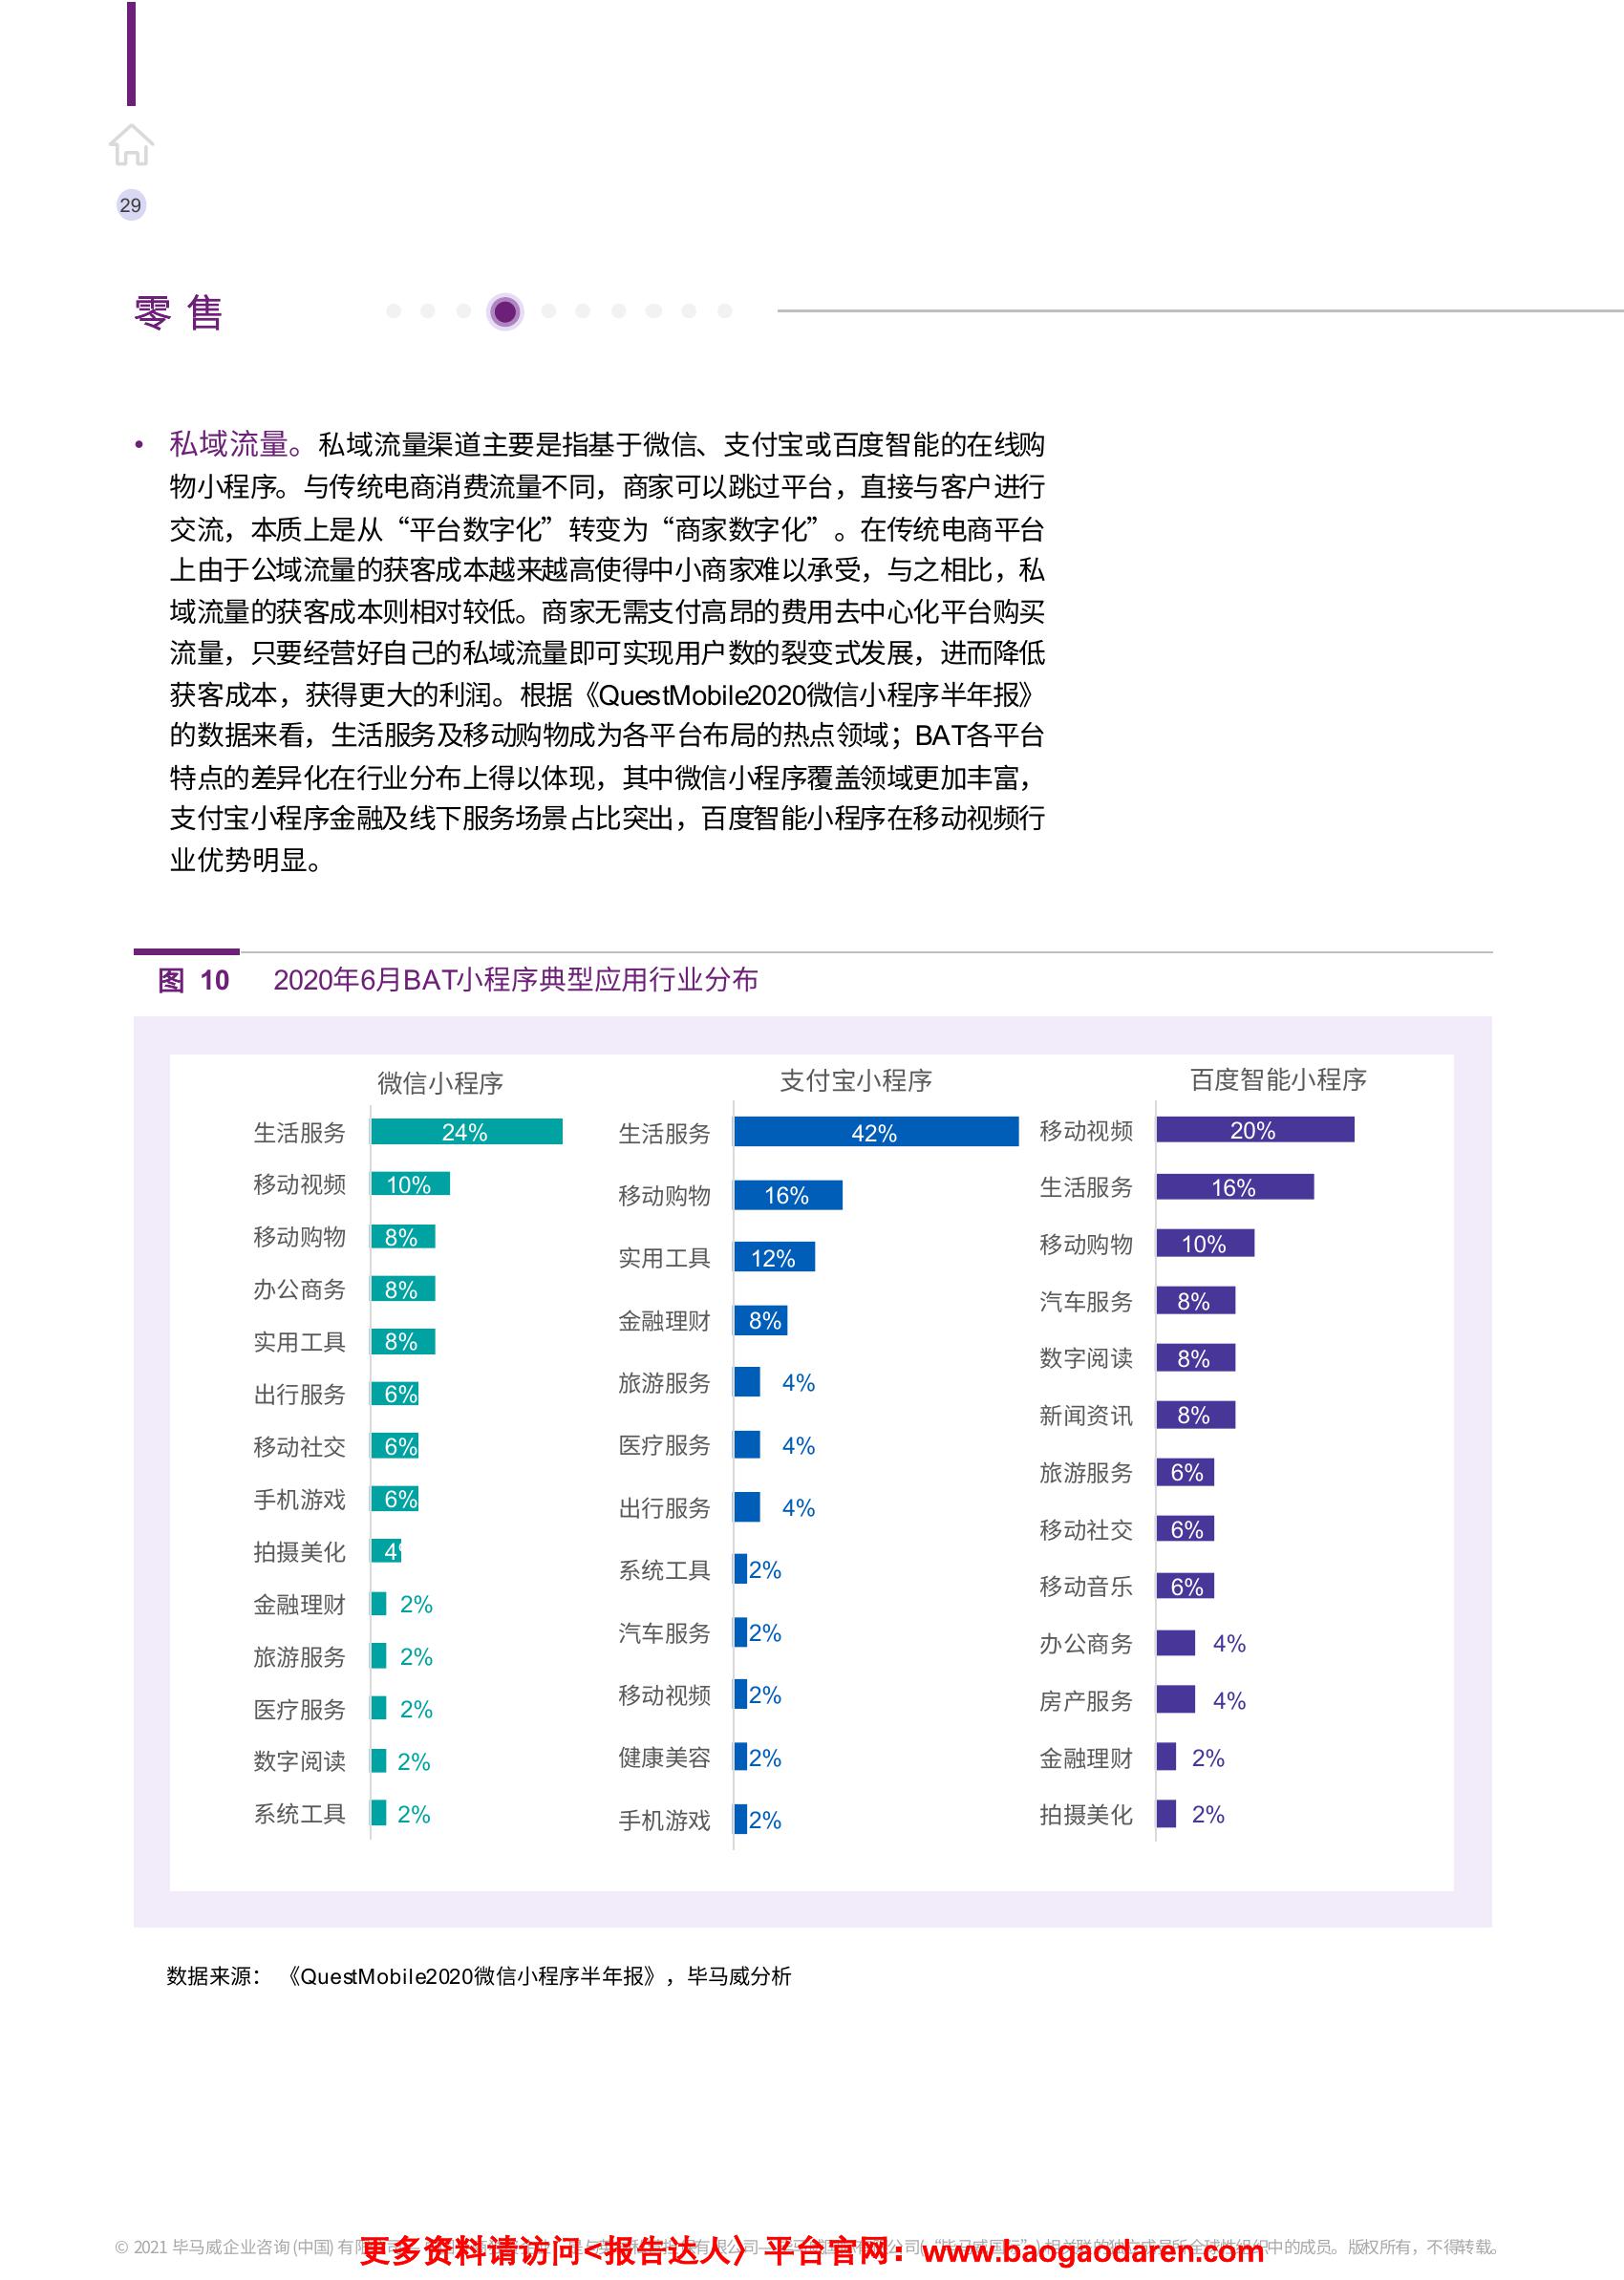 29
零售
• 私域流量。私域流量渠道主要是指基于微信、支付宝或百度智能的在线购
物小程序。与传统电商消费流量不同，商家可以跳过平台，直接与客户进行
交流，本质上是从“平台数字化”转变为“商家数字化”。在传统电商平台
上由于公域流量的获客成本越来越高使得中小商家难以承受，与之相比，私
域流量的获客成本则相对较低。商家无需支付高昂的费用去中心化平台购买
流量，只要经营好自己的私域流量即可实现用户数的裂变式发展，进而降低
获客成本，获得更大的利润。根据《QuestMobile2020微信小程序半年报》
的数据来看，生活服务及移动购物成为各平台布局的热点领域；BAT各平台
特点的差异化在行业分布上得以体现，其中微信小程序覆盖领域更加丰富，
支付宝小程序金融及线下服务场景占比突出，百度智能小程序在移动视频行
业优势明显。
图 10 2020年6月BAT小程序典型应用行业分布
微信小程序
生活服务 24%
移动视频 10%
移动购物 8%
办公商务 8%
实用工具 8%
出行服务 6%
移动社交 6%
手机游戏 6%
拍摄美化 4
金融理财 2%
旅游服务 2%
医疗服务 2%
数字阅读 2%
系统工具 2%
支付宝小程序
生活服务 42%
移动购物 16%
实用工具 12%
金融理财 8%
旅游服务 4%
医疗服务 4%
出行服务 4%
系统工具 2%
汽车服务 2%
移动视频 2%
健康美容 2%
手机游戏 2%
百度智能小程序
移动视频 20%
生活服务 16%
移动购物 10%
汽车服务 8%
数字阅读 8%
新闻资讯 8%
旅游服务 6%
移动社交 6%
移动音乐 6%
办公商务 4%
房产服务 4%
金融理财 2%
拍摄美化 2%
数据来源：《QuestMobile2020微信小程序半年报》，毕马威分析
© 2021 毕马威企业咨询 (中国) 有限 中的成员。版权所有，不得转载。
更多资料请访问<报告达人〉平台官网：www.baogaodaren.com